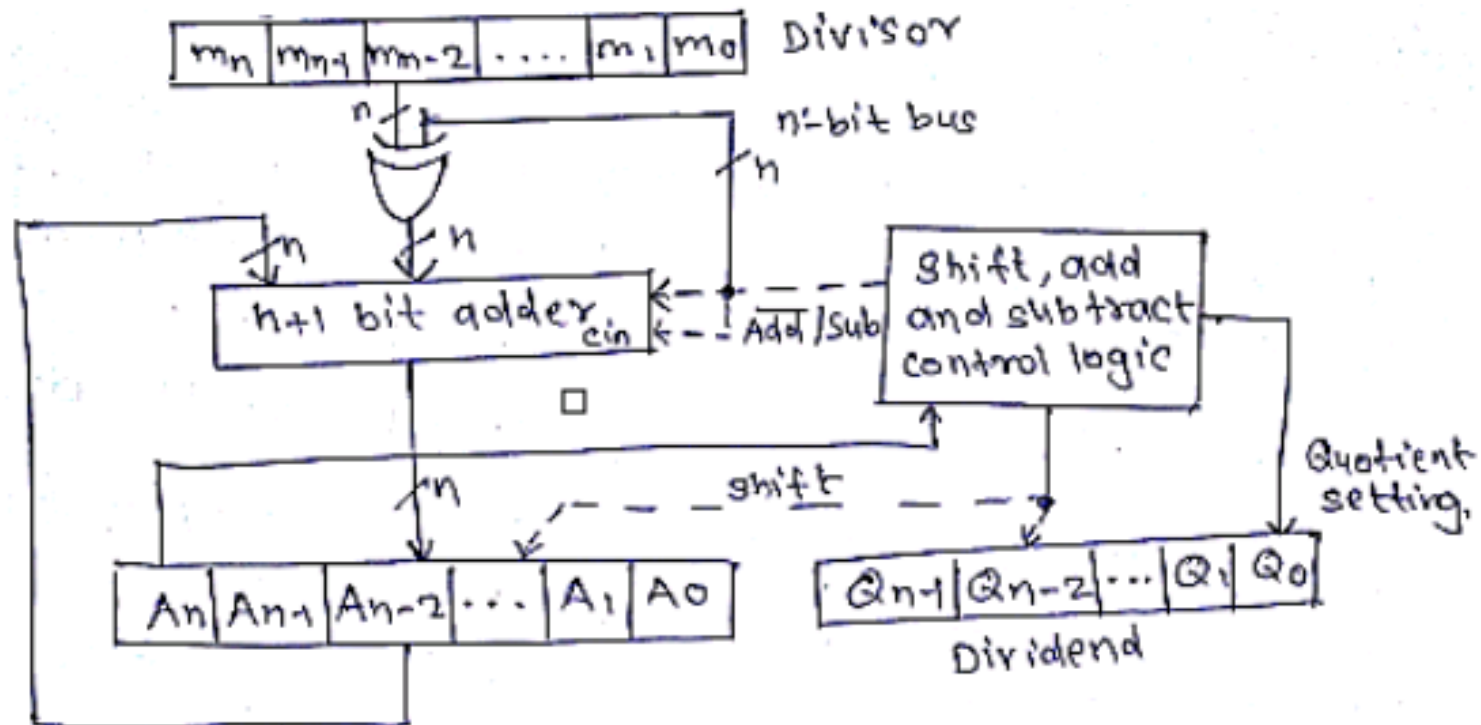 mn mn-1 mn-2 .... m1 m0 Divisor
n
n'-bit bus
n
n
n
n+1 bit adder
cin
Add/Sub
shift, add
and subtract
control logic
n
shift
Quotient
setting.
An An-1 An-2 ... A1 A0
Qn-1 Qn-2 ... Q1 Q0
Dividend